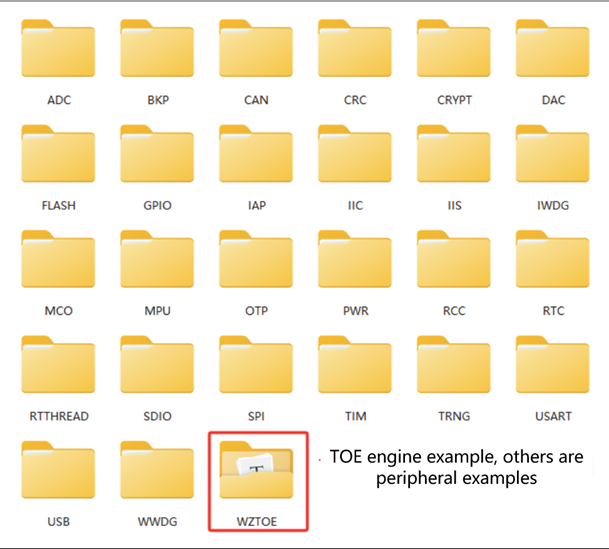 ADC BKP CAN CRC CRYPT DAC
FLASH GPIO IAP IIC IIS IWDG
MCO MPU OTP PWR RCC RTC
RTTHREAD SDIO SPI TIM TRNG USART
T
USB WWDG WZTOE
TOE engine example, others are
peripheral examples